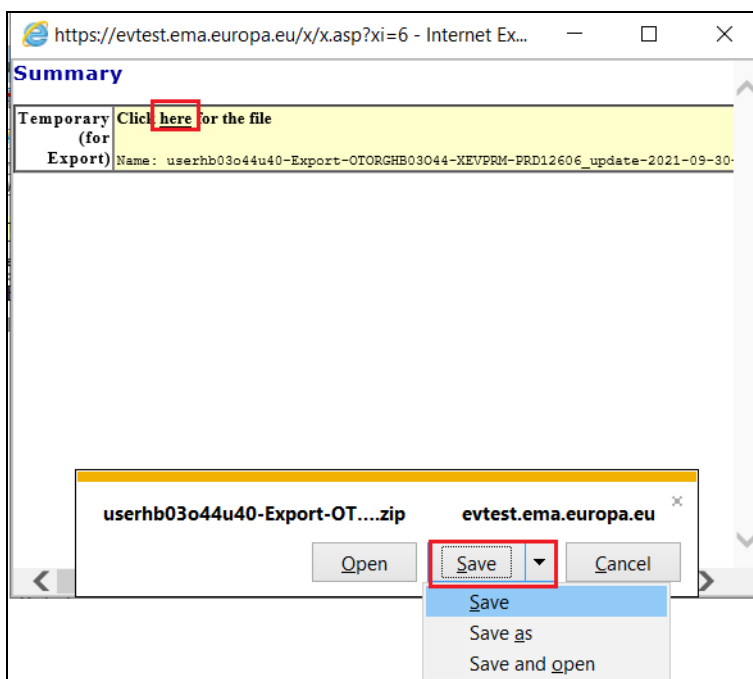 https://evtest.ema.europa.eu/x/x.asp?xi=6 - Internet Ex...
Summary
Temporary (for Export)
Click here for the file
Name: userhb03o44u40-Export-OTORGHB03O44-XEVPRM-PRD12606_update-2021-09-30-
userhb03o44u40-Export-OT....zip evtest.ema.europa.eu
Open Save Cancel
Save
Save as
Save and open